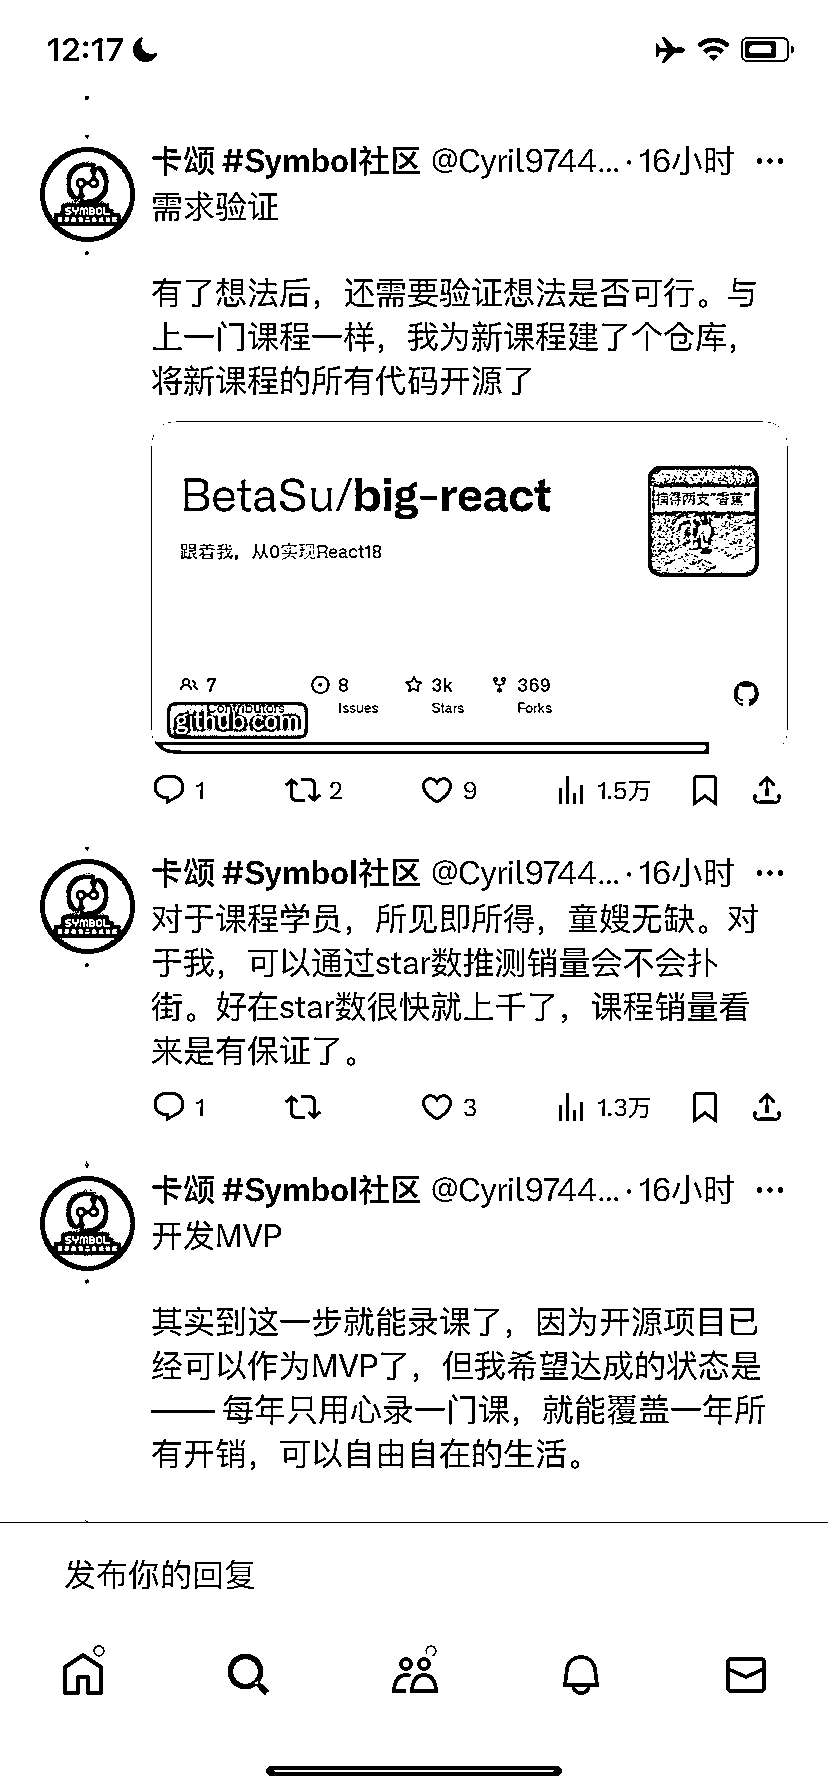 12:17
卡颂 #Symbol社区 @Cyril9744... · 16小时
需求验证
有了想法后，还需要验证想法是否可行。与
上一门课程一样，我为新课程建了个仓库，
将新课程的所有代码开源了
BetaSu/big-react
搞得两支"香蕉"
跟着我，从0实现React18
7 8 3k 369
Contributors Issues Stars Forks
github.com
1 2 9 1.5万
SYMBOL
卡颂 #Symbol社区 @Cyril9744... · 16小时
对于课程学员，所见即所得，童嫂无缺。对
于我，可以通过star数推测销量会不会扑
街。好在star数很快就上千了，课程销量看
来是有保证了。
1 3 1.3万
SYMBOL
卡颂 #Symbol社区 @Cyril9744... · 16小时
开发MVP
其实到这一步就能录课了，因为开源项目已
经可以作为MVP了，但我希望达成的状态是
—— 每年只用心录一门课，就能覆盖一年所
有开销，可以自由自在的生活。
SYMBOL
发布你的回复